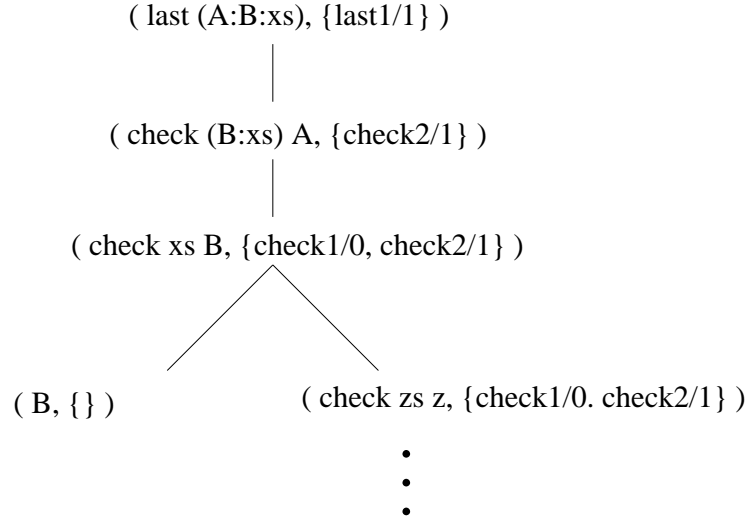 ( last (A:B:xs), {last1/1} )
( check (B:xs) A, {check2/1} )
( check xs B, {check1/0, check2/1} )
( B, {} )
( check zs z, {check1/0. check2/1} )